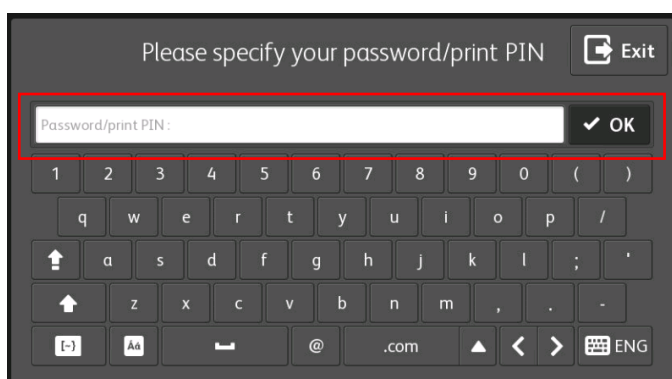 Please specify your password/print PIN Exit
Password/print PIN : OK
1 2 3 4 5 6 7 8 9 0 ( )
q w e r t y u i o p /
a s d f g h j k l ; '
z x c v b n m , . -
[~] Áá @ .com ENG